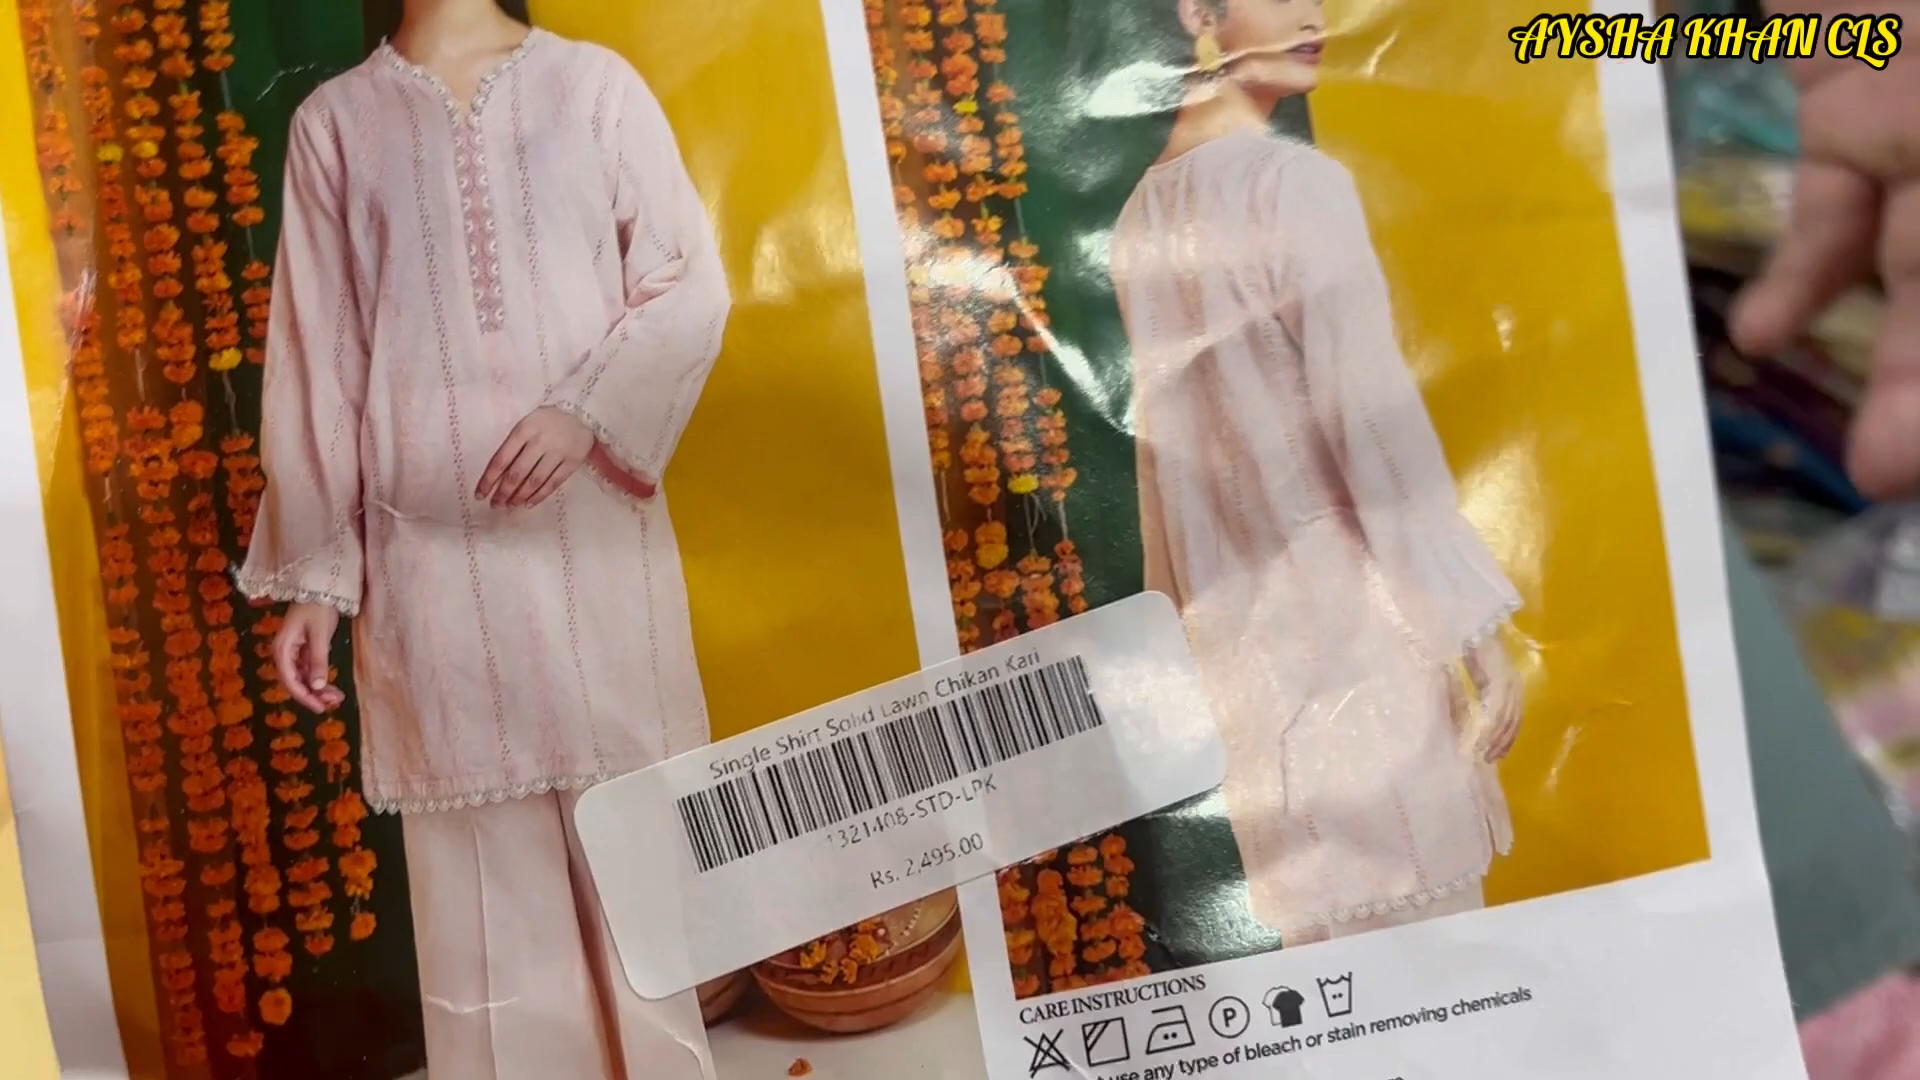 AYSHA KHAN CLS
Single Shirt Solid Lawn Chikan Kari
1321408-STD-LPK
Rs. 2,495.00
CARE INSTRUCTIONS
P
use any type of bleach or stain removing chemicals